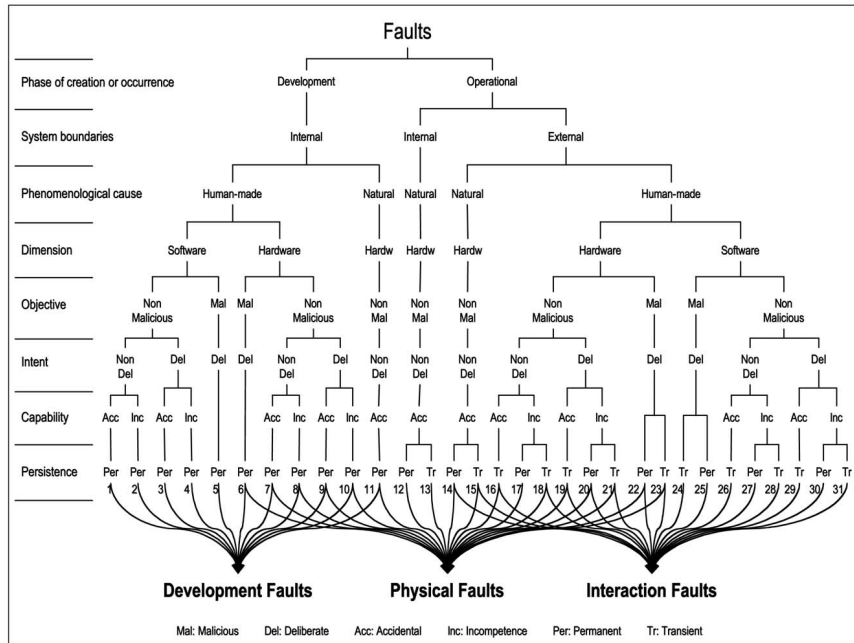 Faults
Phase of creation or occurrence Development Operational
System boundaries Internal Internal External
Phenomenological cause Human-made Natural Natural Natural Human-made
Dimension Software Hardware Hardw Hardw Hardw Hardware Software
Objective Non Mal Mal Non Non Non Non Non Mal Mal Non
Malicious Malicious Mal Mal Mal Malicious Malicious
Intent Non Del Del Del Non Del Non Non Non Non Del Del Del Non Del
Del Del Del Del Del Del Del
Capability Acc Inc Acc Inc Acc Inc Acc Inc Acc Acc Acc Acc Inc Acc Inc Acc Inc Acc Inc
Persistence Per Per Per Per Per Per Per Per Per Per Per Per Tr Per Tr Tr Per Tr Tr Per Tr Per Tr Tr Per Tr Per Tr Tr Per Tr
1 2 3 4 5 6 7 8 9 10 11 12 13 14 15 16 17 18 19 20 21 22 23 24 25 26 27 28 29 30 31
Development Faults Physical Faults Interaction Faults
Mal: Malicious Del: Deliberate Acc: Accidental Inc: Incompetence Per: Permanent Tr: Transient